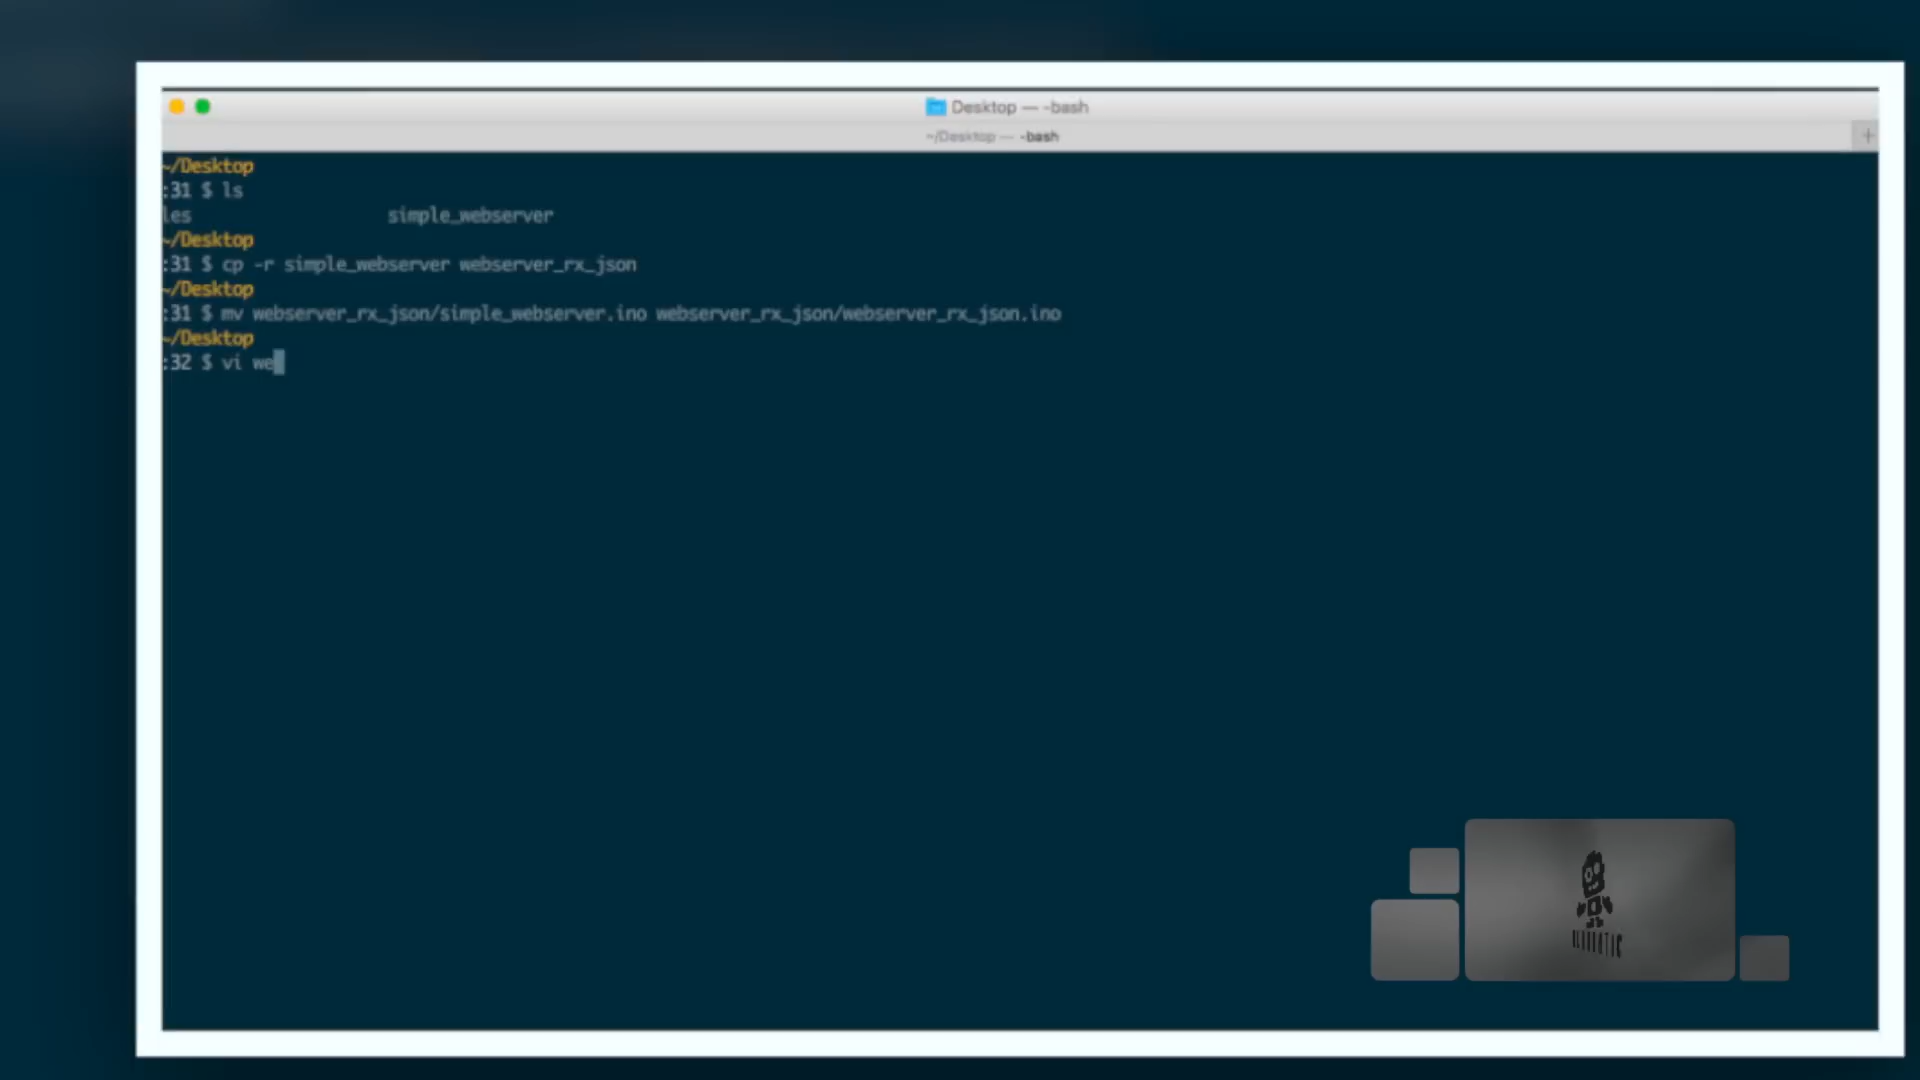 Desktop — -bash
~/Desktop — -bash
+
~/Desktop
:31 $ ls
les simple_webserver
~/Desktop
:31 $ cp -r simple_webserver webserver_rx_json
~/Desktop
:31 $ mv webserver_rx_json/simple_webserver.ino webserver_rx_json/webserver_rx_json.ino
~/Desktop
:32 $ vi we